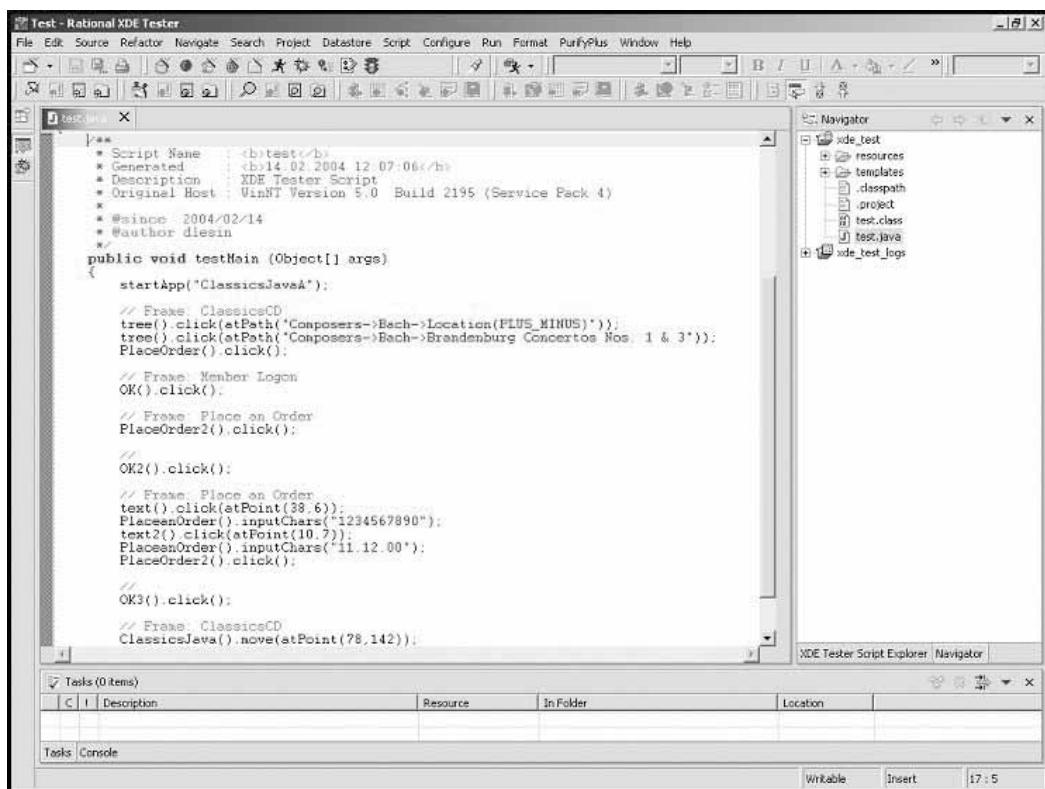 Test - Rational XDE Tester
File Edit Source Refactor Navigate Search Project Datastore Script Configure Run Format PurifyPlus Window Help
B I U A
test.java
/**
* Script Name : <b>test</b>
* Generated : <b>14.02.2004 12:07:06</b>
* Description : XDE Tester Script
* Original Host : WinNT Version 5.0 Build 2195 (Service Pack 4)
*
* @since 2004/02/14
* @author dlesin
*/
public void testMain (Object[] args)
{
startApp("ClassicsJavaA");
// Frame: ClassicsCD
tree().click(atPath("Composers->Bach->Location(PLUS_MINUS)"));
tree().click(atPath("Composers->Bach->Brandenburg Concertos Nos. 1 & 3"));
PlaceOrder().click();
// Frame: Member Logon
OK().click();
// Frame: Place an Order
PlaceOrder2().click();
//
OK2().click();
// Frame: Place an Order
text().click(atPoint(38,6));
PlaceanOrder().inputChars("1234567890");
text2().click(atPoint(10,7));
PlaceanOrder().inputChars("11.12.00");
PlaceOrder2().click();
//
OK3().click();
// Frame: ClassicsCD
ClassicsJava().move(atPoint(78,142));
Navigator
xde_test
resources
templates
.classpath
.project
test.class
test.java
xde_test_logs
XDE Tester Script Explorer Navigator
Tasks (0 items)
C ! Description Resource In Folder Location
Tasks Console
Writable Insert 17 : 5